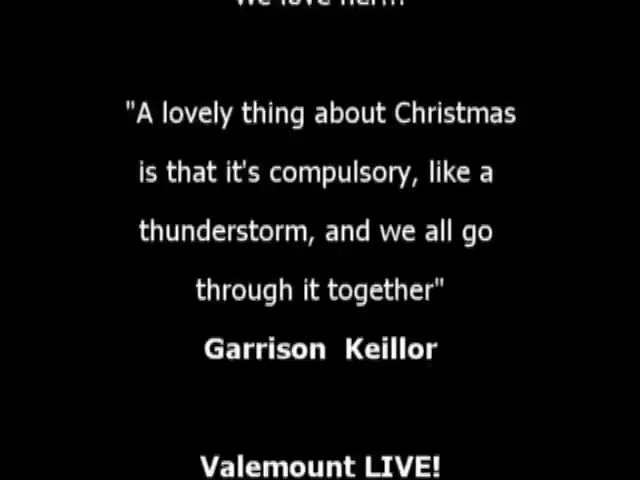 "A lovely thing about Christmas
is that it's compulsory, like a
thunderstorm, and we all go
through it together"
Garrison Keillor
Valemount LIVE!